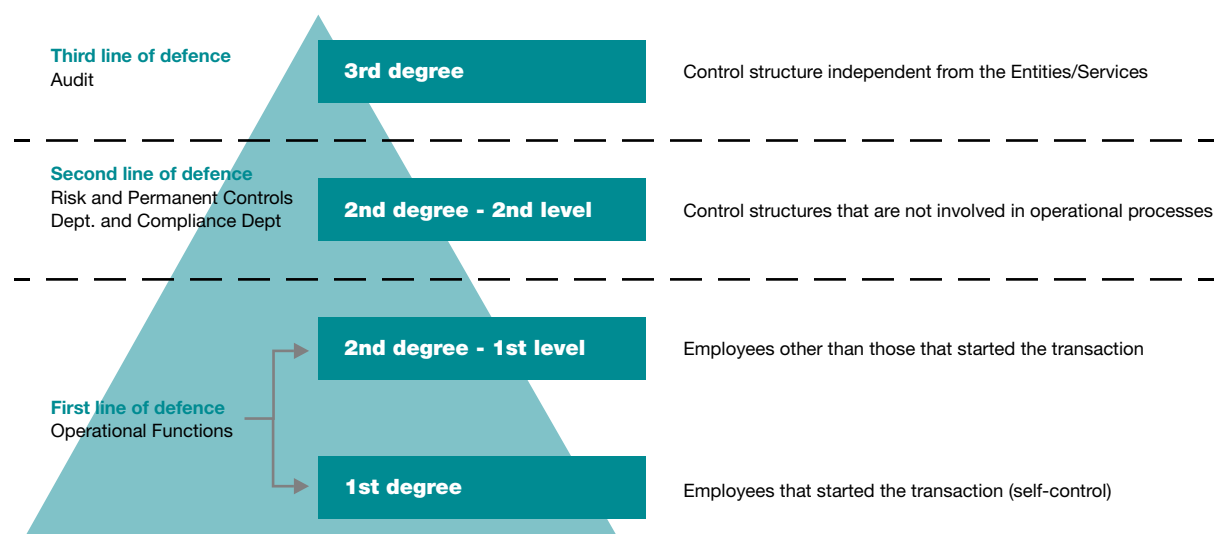 Third line of defence
Audit
3rd degree
Control structure independent from the Entities/Services
Second line of defence
Risk and Permanent Controls
Dept. and Compliance Dept
2nd degree - 2nd level
Control structures that are not involved in operational processes
2nd degree - 1st level
Employees other than those that started the transaction
First line of defence
Operational Functions
1st degree
Employees that started the transaction (self-control)